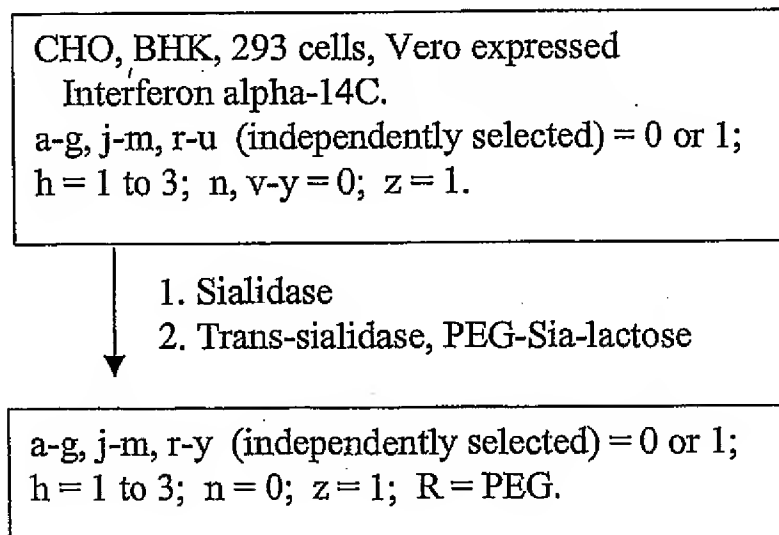 CHO, BHK, 293 cells, Vero expressed
Interferon alpha-14C.
a-g, j-m, r-u (independently selected) = 0 or 1;
h = 1 to 3; n, v-y = 0; z = 1.
1. Sialidase
2. Trans-sialidase, PEG-Sia-lactose
a-g, j-m, r-y (independently selected) = 0 or 1;
h = 1 to 3; n = 0; z = 1; R = PEG.